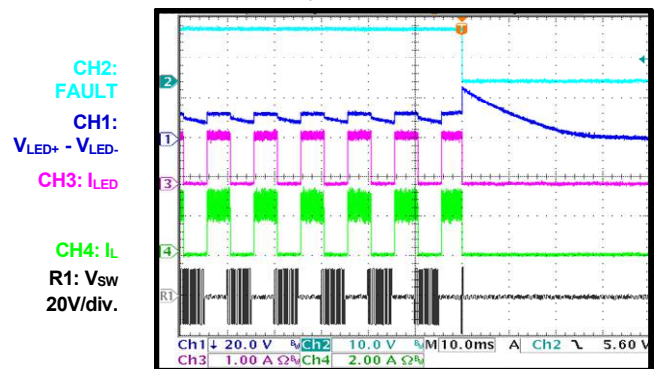 CH2:
FAULT
CH1:
VLED+ - VLED-
CH3: ILED
CH4: IL
R1: VSW
20V/div.
T
2
1
3
4
R1
Ch1 20.0 V Ch2 10.0 V M 10.0ms A Ch2 5.60 V
Ch3 1.00 A Ω Ch4 2.00 A Ω